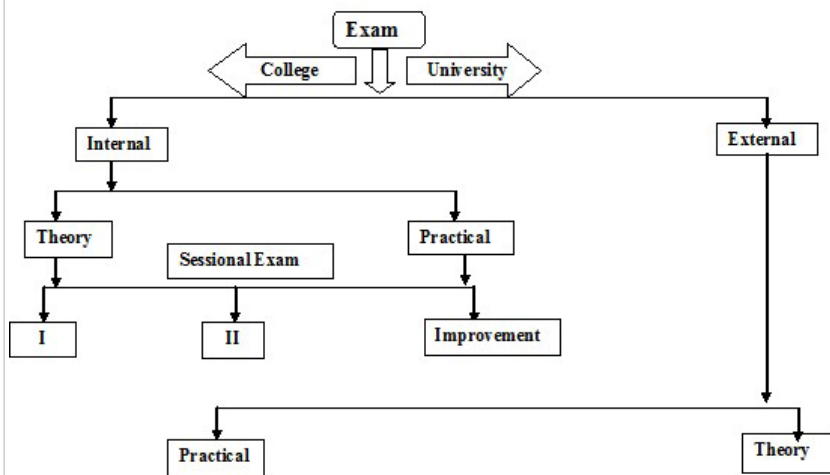 Exam
College
University
Internal
External
Theory
Practical
Sessional Exam
I
II
Improvement
Practical
Theory